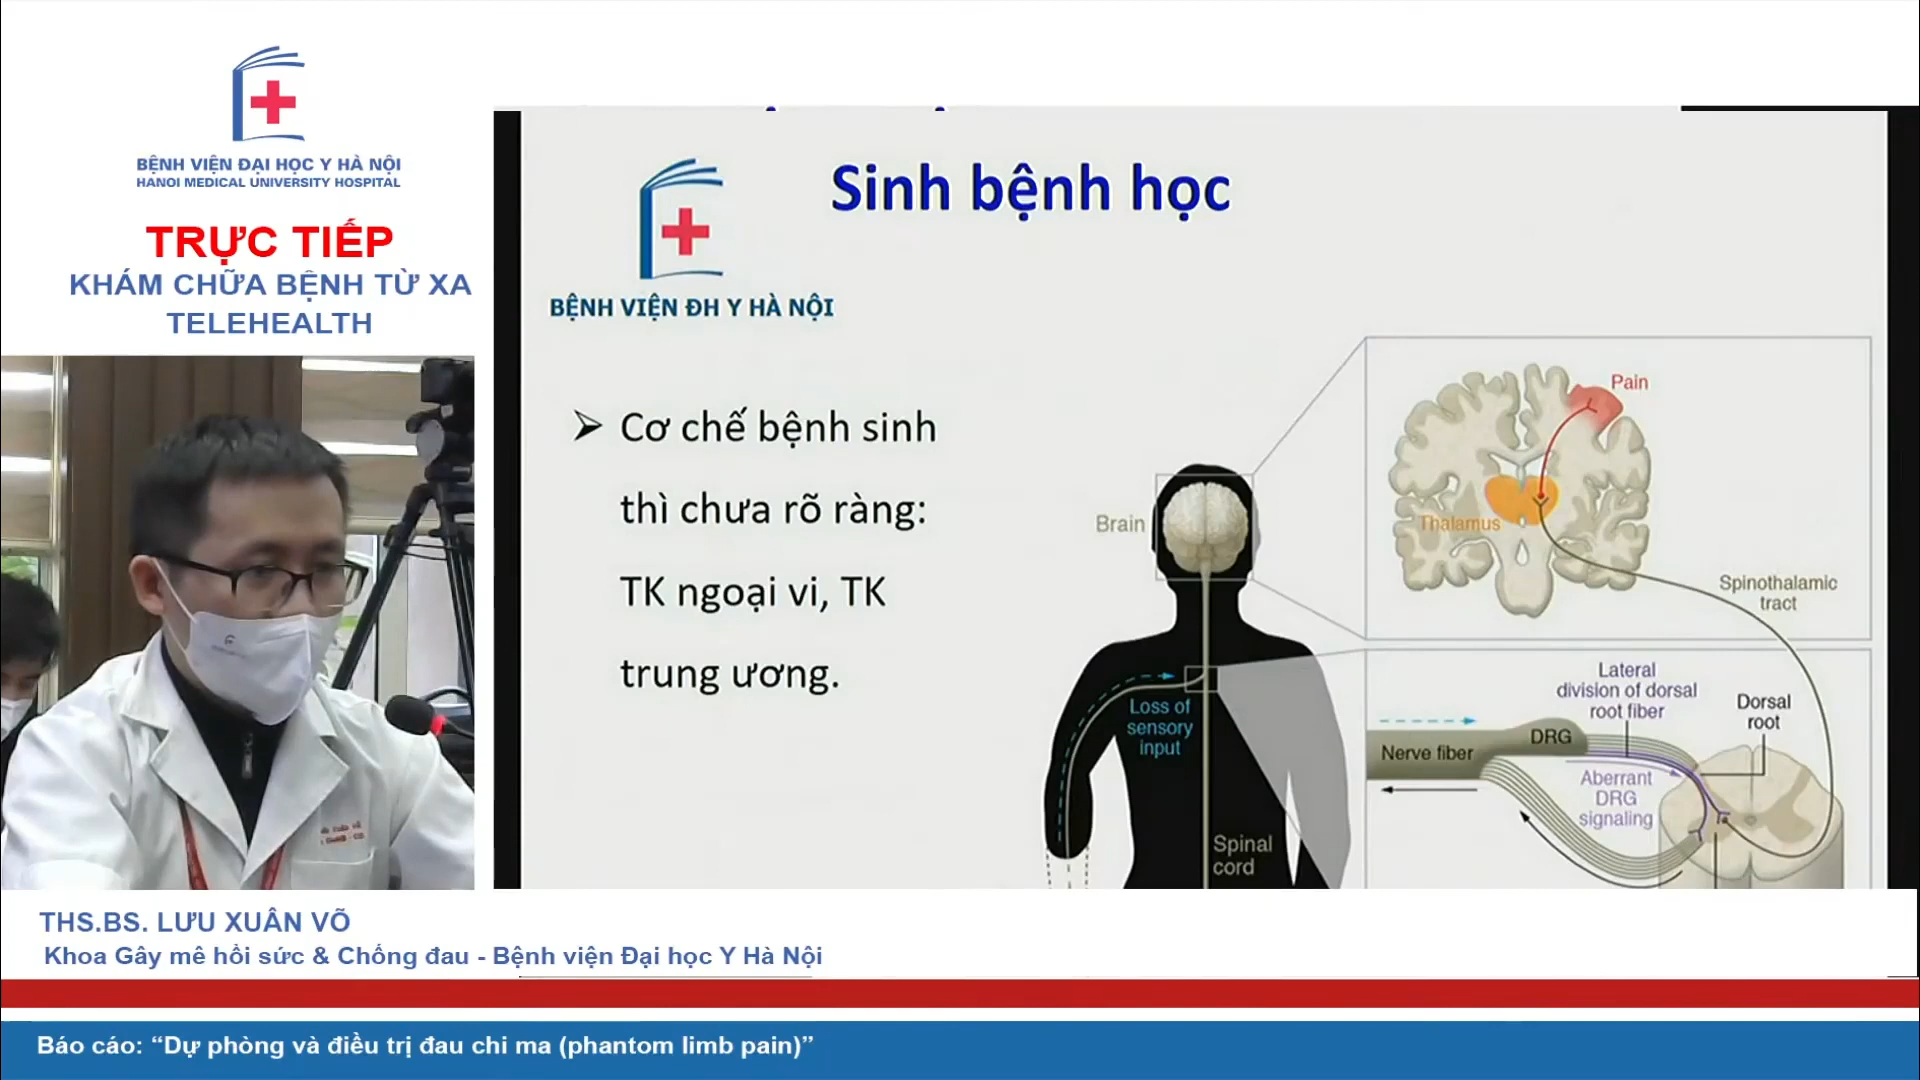 BỆNH VIỆN ĐẠI HỌC Y HÀ NỘI
HANOI MEDICAL UNIVERSITY HOSPITAL
TRỰC TIẾP
KHÁM CHỮA BỆNH TỪ XA
TELEHEALTH
Sinh bệnh học
BỆNH VIỆN ĐH Y HÀ NỘI
➢ Cơ chế bệnh sinh
thì chưa rõ ràng:
TK ngoại vi, TK
trung ương.
Brain
Loss of
sensory
input
Spinal
cord
Pain
Thalamus
Spinothalamic
tract
Lateral
division of dorsal
root fiber
Dorsal
root
DRG
Nerve fiber
Aberrant
DRG
signaling
THS.BS. LƯU XUÂN VÕ
Khoa Gây mê hồi sức & Chống đau - Bệnh viện Đại học Y Hà Nội
Báo cáo: “Dự phòng và điều trị đau chi ma (phantom limb pain)”